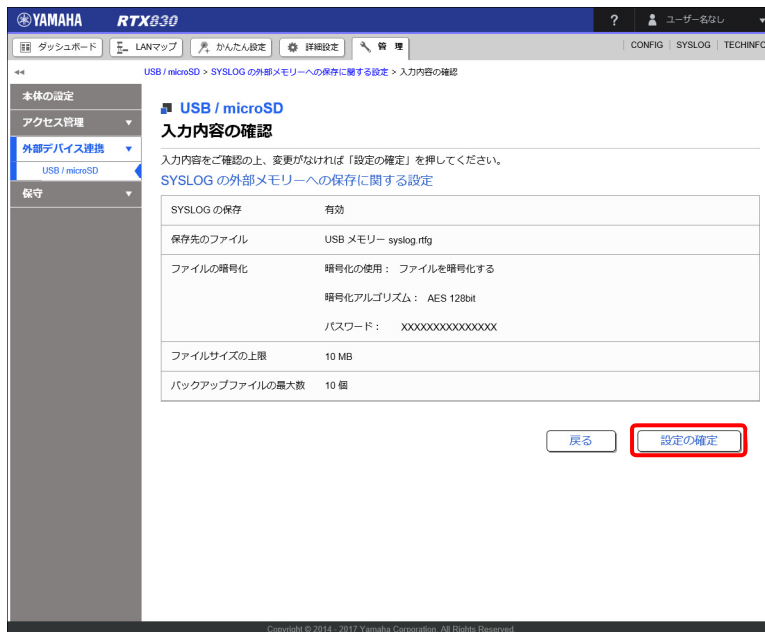 YAMAHA RTX830 ? ユーザー名なし
ダッシュボード LANマップ かんたん設定 詳細設定 管理 CONFIG SYSLOG TECHINFO
USB / microSD > SYSLOG の外部メモリーへの保存に関する設定 > 入力内容の確認
本体の設定
アクセス管理
外部デバイス連携
USB / microSD
保守
USB / microSD
入力内容の確認
入力内容をご確認の上、変更がなければ「設定の確定」を押してください。
SYSLOG の外部メモリーへの保存に関する設定
SYSLOG の保存 有効
保存先のファイル USB メモリー syslog.rtfg
ファイルの暗号化 暗号化の使用： ファイルを暗号化する
暗号化アルゴリズム： AES 128bit
パスワード： XXXXXXXXXXXXXXX
ファイルサイズの上限 10 MB
バックアップファイルの最大数 10 個
戻る 設定の確定
Copyright © 2014 - 2017 Yamaha Corporation. All Rights Reserved.